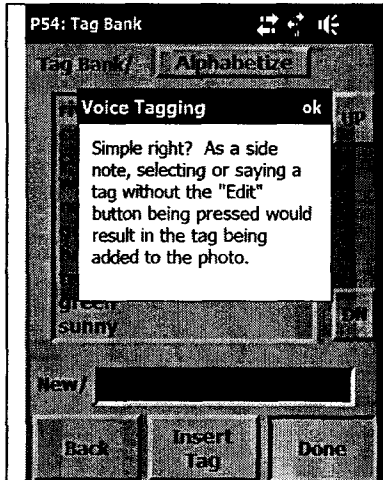 P54: Tag Bank
Tag Bank/ Alphabetize
Voice Tagging ok
UP
Simple right? As a side
note, selecting or saying a
tag without the "Edit"
button being pressed would
result in the tag being
added to the photo.
green
sunny
DN
New/
Back Insert Tag Done